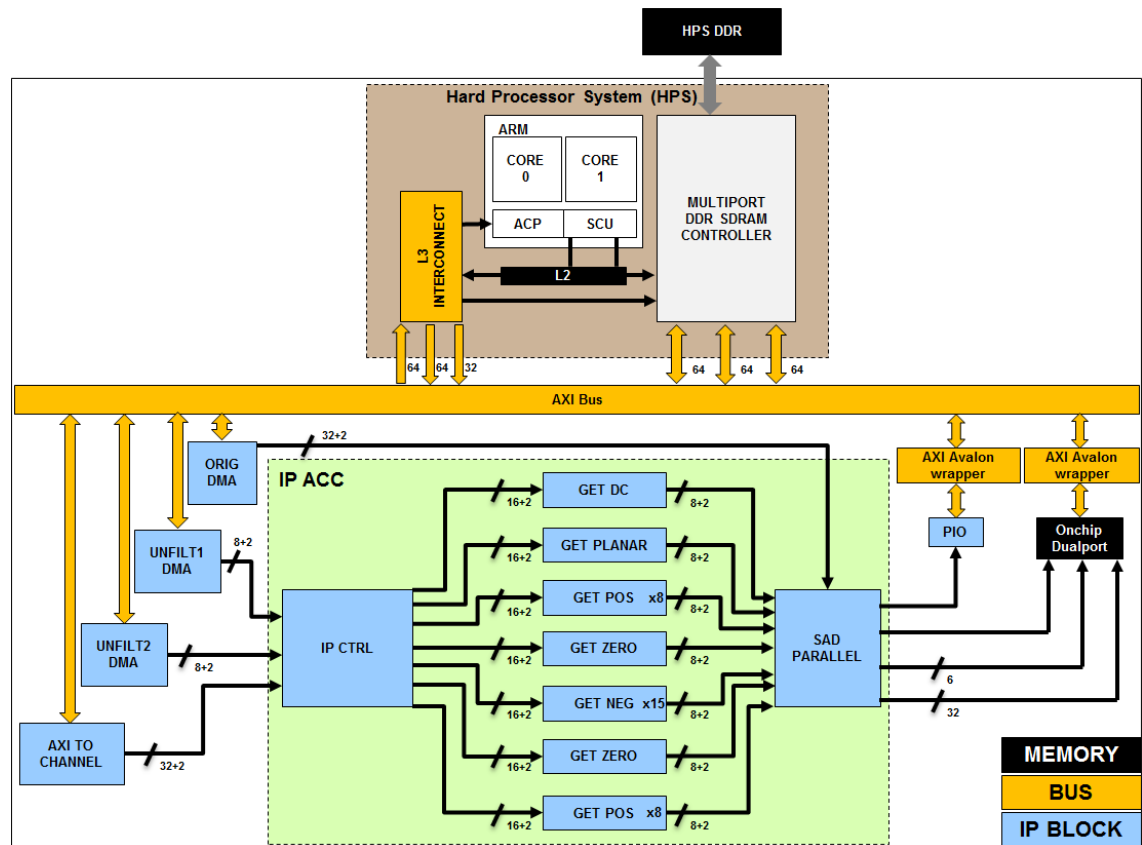 HPS DDR
Hard Processor System (HPS)
ARM
CORE
0
CORE
1
ACP
SCU
L3
INTERCONNECT
L2
MULTIPORT
DDR SDRAM
CONTROLLER
64
64
32
64
64
64
AXI Bus
ORIG
DMA
32+2
UNFILT1
DMA
8+2
UNFILT2
DMA
8+2
AXI TO
CHANNEL
32+2
IP ACC
IP CTRL
16+2
GET DC
8+2
16+2
GET PLANAR
8+2
16+2
GET POS x8
8+2
16+2
GET ZERO
8+2
16+2
GET NEG x15
8+2
16+2
GET ZERO
8+2
16+2
GET POS x8
8+2
SAD
PARALLEL
AXI Avalon
wrapper
AXI Avalon
wrapper
PIO
Onchip
Dualport
6
32
MEMORY
BUS
IP BLOCK